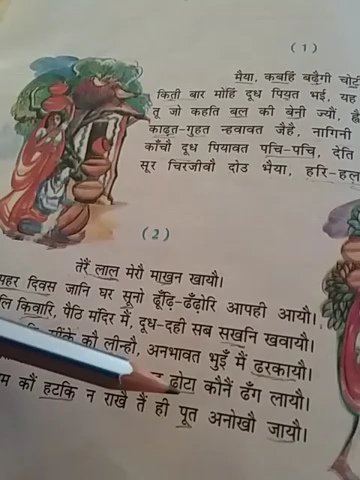 (1)
मैया, कबहिं बढ़ैगी
किती बार मोहिं दूध पियत भई, यह
तू जो कहति बल की बेनी ज्यौं,
काढ़त-गुहत न्हवावत जैहै, नागिनी
काँचौ दूध पियावत पचि-पचि, देति
सूर चिरजीवौ दोउ भैया, हरि-हल
(2)
तेरैं लाल मेरौ माखन खायौ।
दिवस जानि घर सूनो ढूँढ़ि-ढँढ़ोरि आपही आयौ।
किवारि, पैठि मंदिर मैं, दूध-दही सब सखनि खवायौ।
सींके कौ लीन्हौ, अनभावत भुइँ मैं ढरकायौ।
ढोटा कौनैं ढँग लायौ।
कौं हटकि न राखै तैं ही पूत अनोखौ जायौ।